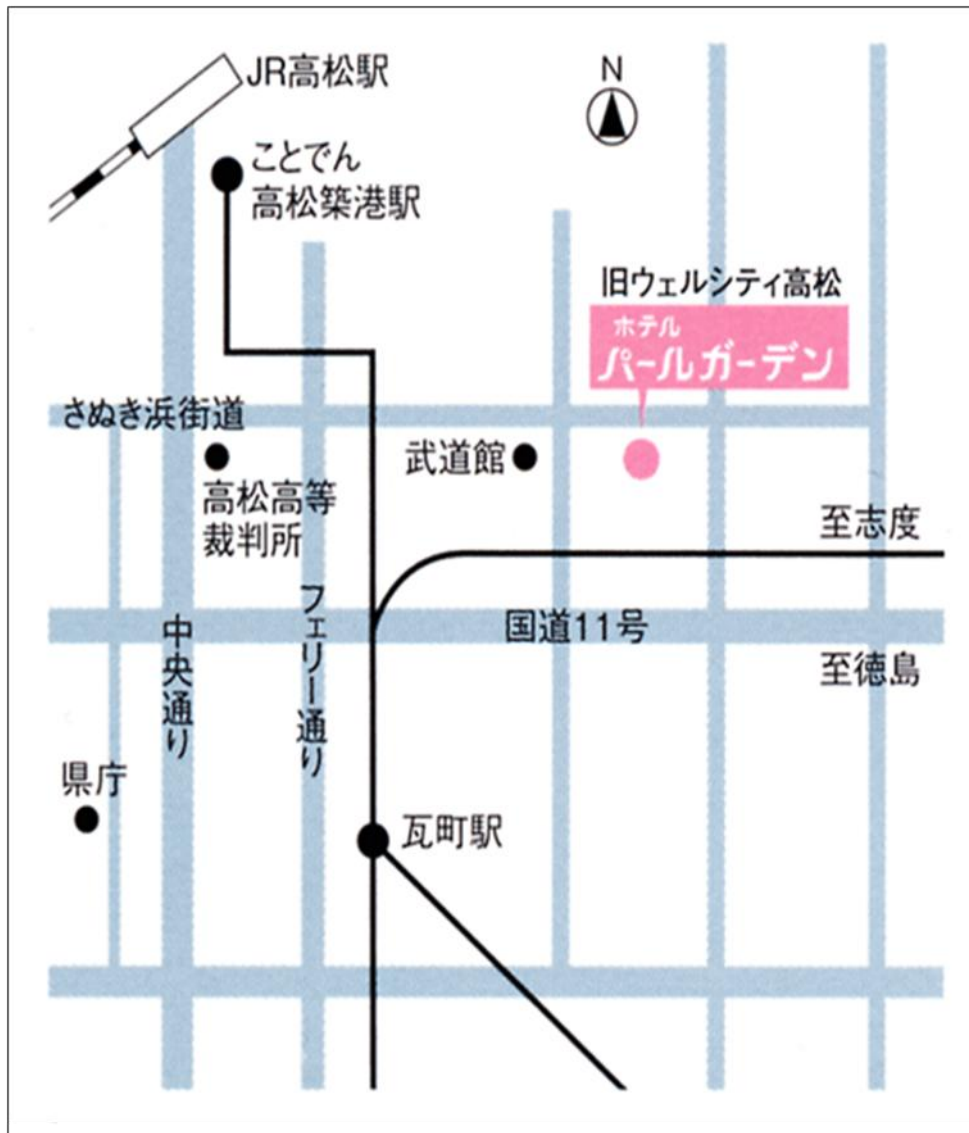 JR高松駅
N
ことでん
高松築港駅
旧ウェルシティ高松
ホテル
パールガーデン
さぬき浜街道
武道館
高松高等
裁判所
至志度
フェリー通り
国道11号
中央通り
至徳島
県庁
瓦町駅